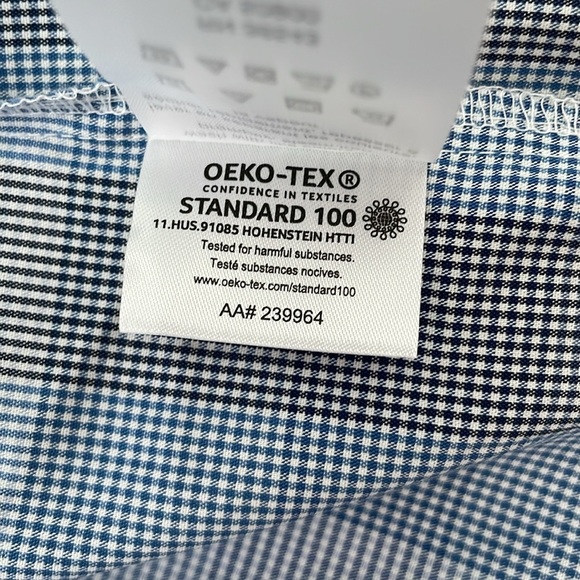 OEKO-TEX®
CONFIDENCE IN TEXTILES
STANDARD 100
11.HUS.91085 HOHENSTEIN HTTI
Tested for harmful substances.
Testé substances nocives.
www.oeko-tex.com/standard100
AA# 239964